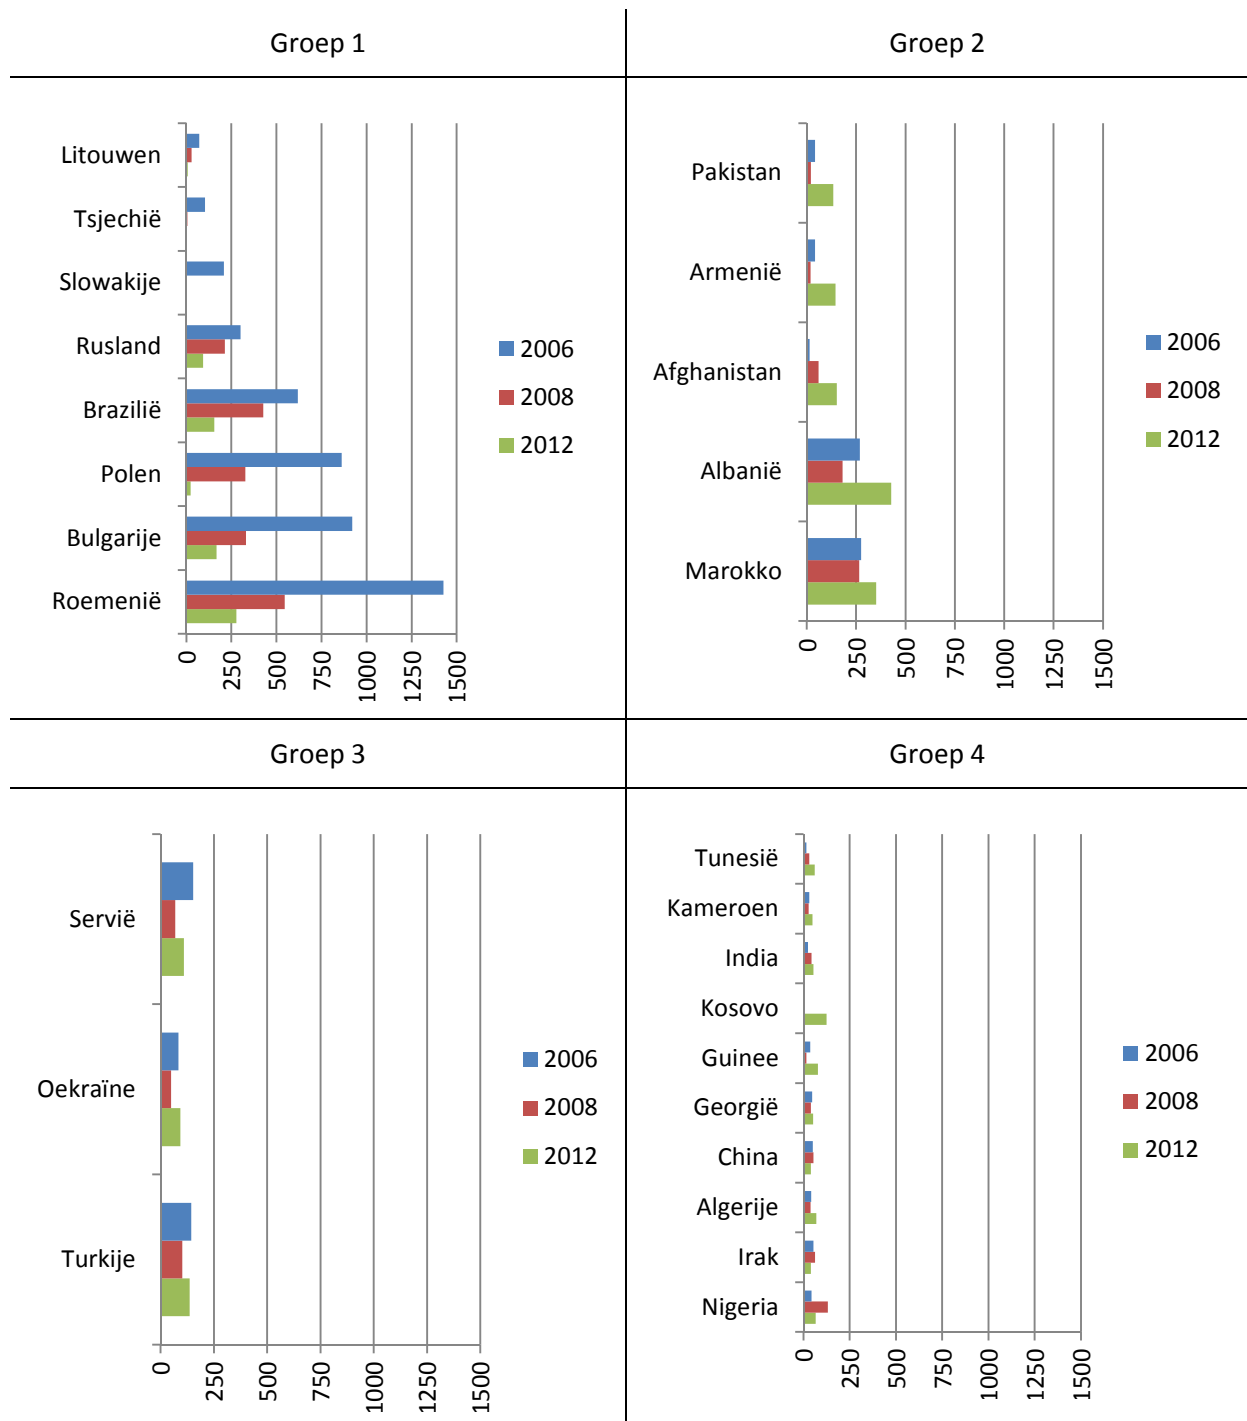 Groep 1
Groep 2
Litouwen
Tsjechië
Slowakije
Rusland
Brazilië
Polen
Bulgarije
Roemenië
0
250
500
750
1000
1250
1500
2006
2008
2012
Pakistan
Armenië
Afghanistan
Albanië
Marokko
0
250
500
750
1000
1250
1500
2006
2008
2012
Groep 3
Groep 4
Servië
Oekraïne
Turkije
0
250
500
750
1000
1250
1500
2006
2008
2012
Tunesië
Kameroen
India
Kosovo
Guinee
Georgië
China
Algerije
Irak
Nigeria
0
250
500
750
1000
1250
1500
2006
2008
2012